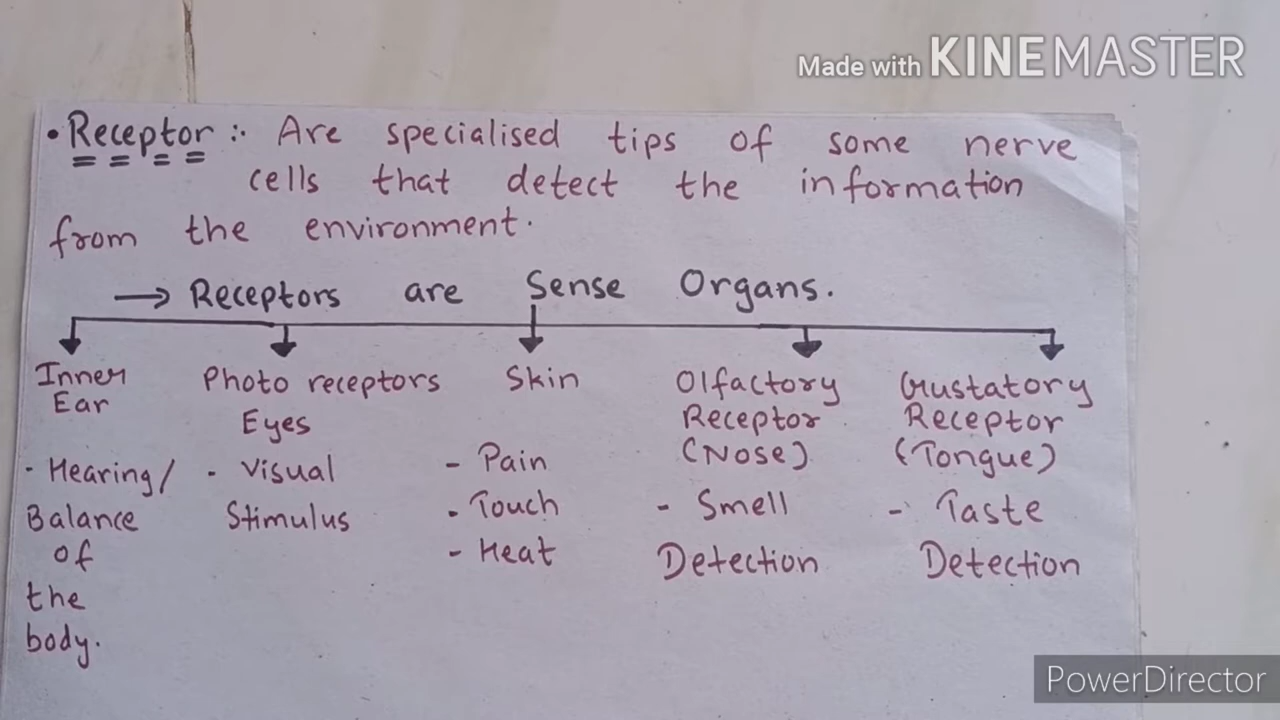 Made with KINEMASTER
• Receptor :- Are specialised tips of some nerve
cells that detect the information
from the environment.
→ Receptors are Sense Organs.
Inner
Ear
- Hearing/
Balance
of
the
body.
Photo receptors
Eyes
- Visual
Stimulus
Skin
- Pain
- Touch
- Heat
Olfactory
Receptor
(Nose)
- Smell
Detection
Gustatory
Receptor
(Tongue)
- Taste
Detection
PowerDirector